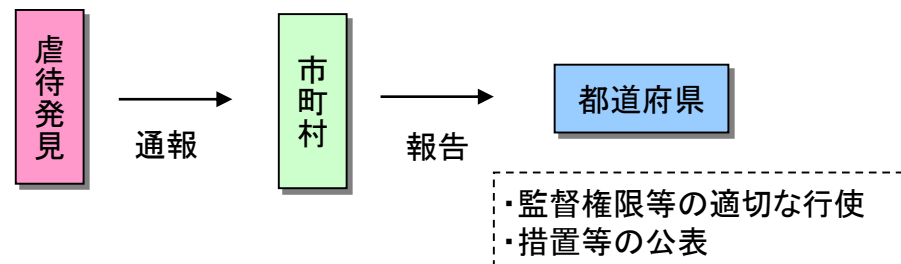 虐待発見
通報
市町村
報告
都道府県
・監督権限等の適切な行使
・措置等の公表